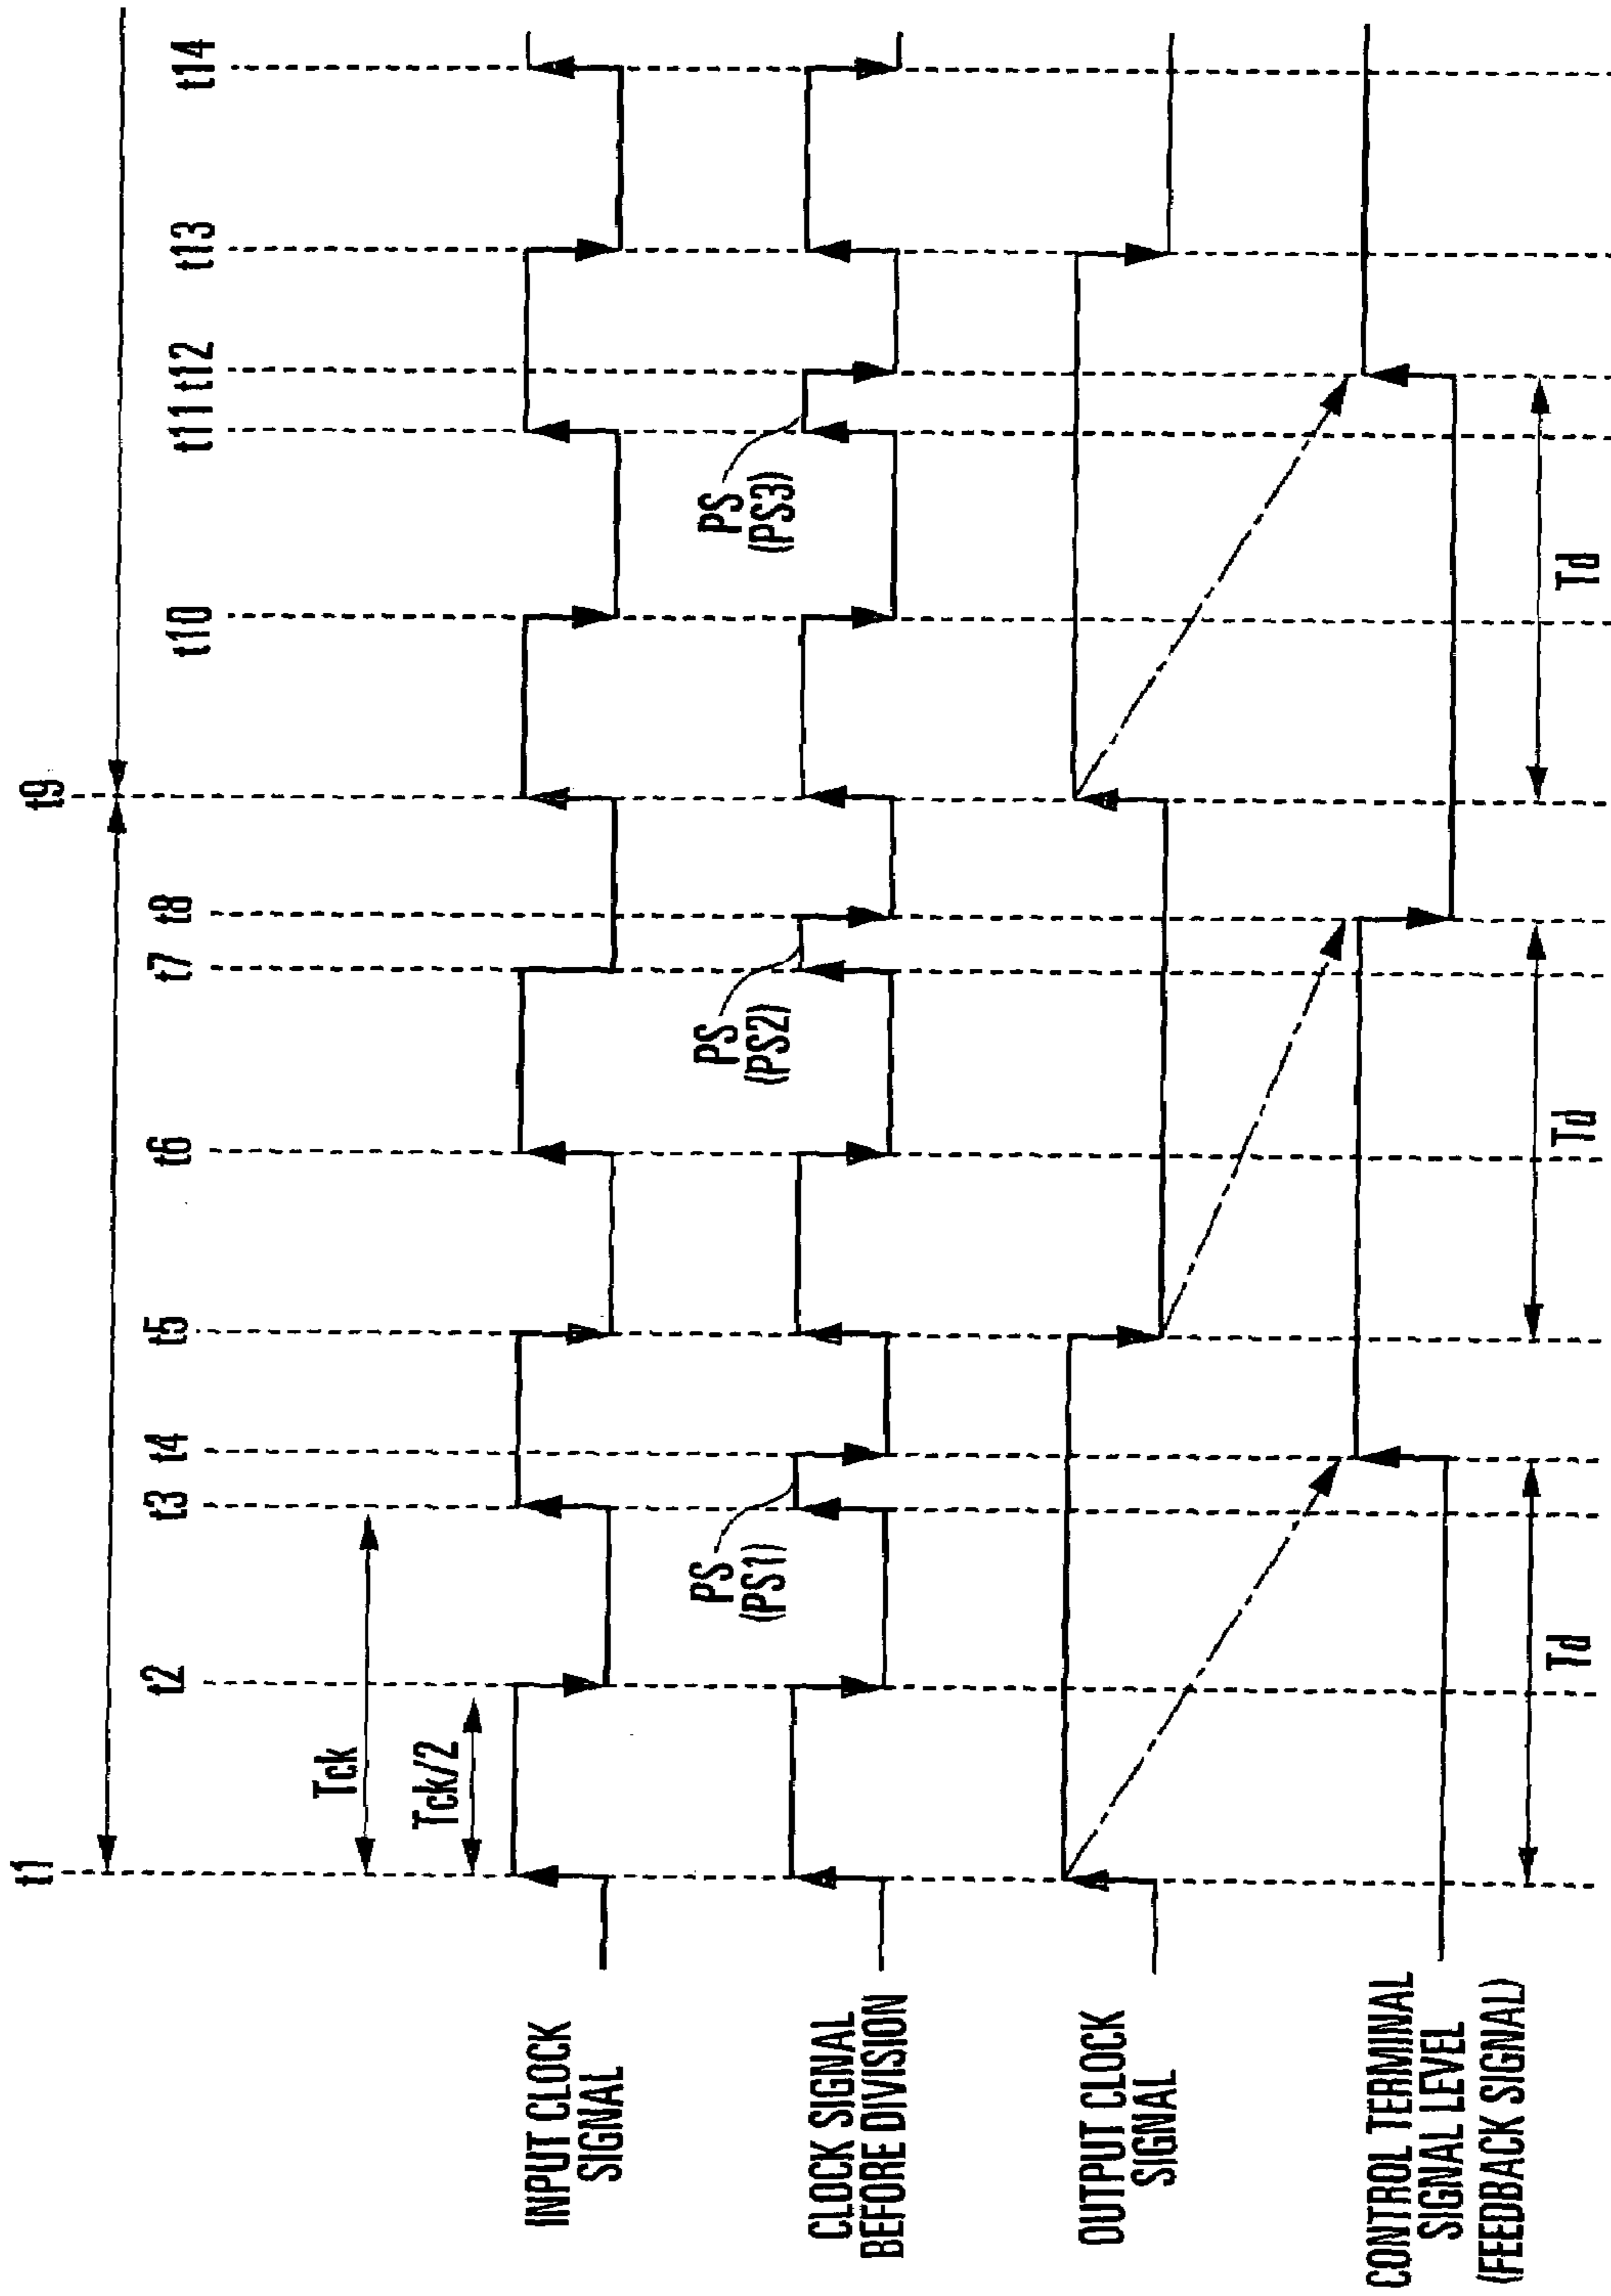 t1
t9
t2
t3
t4
t5
t6
t7
t8
t10
t11
t12
t13
t14
Tck
Tck/2
INPUT CLOCK
SIGNAL
PS
(PS1)
PS
(PS2)
PS
(PS3)
CLOCK SIGNAL
BEFORE DIVISION
OUTPUT CLOCK
SIGNAL
CONTROL TERMINAL
SIGNAL LEVEL
(FEEDBACK SIGNAL)
Td
Td
Td